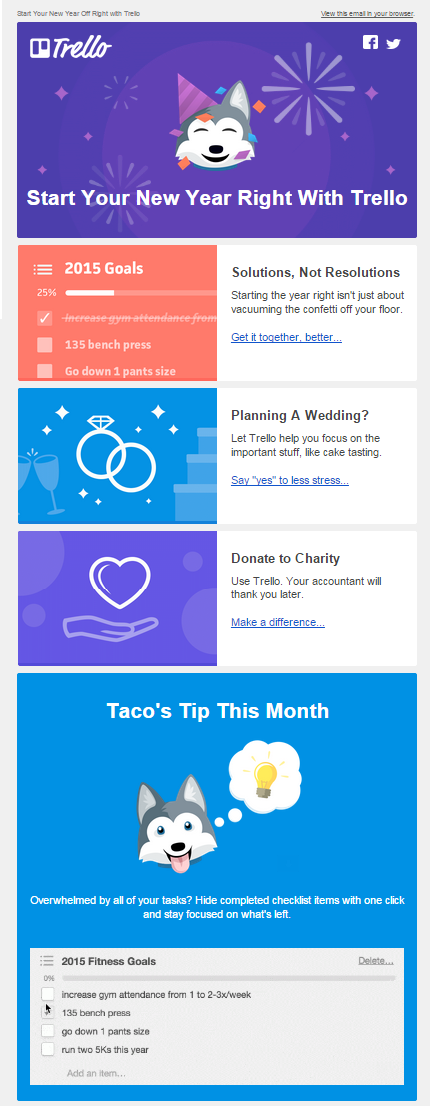 Start Your New Year Off Right with Trello
View this email in your browser.
Trello
Start Your New Year Right With Trello
2015 Goals
25%
Increase gym attendance from
135 bench press
Go down 1 pants size
Solutions, Not Resolutions
Starting the year right isn't just about
vacuuming the confetti off your floor.
Get it together, better...
Planning A Wedding?
Let Trello help you focus on the
important stuff, like cake tasting.
Say "yes" to less stress...
Donate to Charity
Use Trello. Your accountant will
thank you later.
Make a difference...
Taco's Tip This Month
Overwhelmed by all of your tasks? Hide completed checklist items with one click
and stay focused on what's left.
2015 Fitness Goals
Delete...
0%
increase gym attendance from 1 to 2-3x/week
135 bench press
go down 1 pants size
run two 5Ks this year
Add an item...